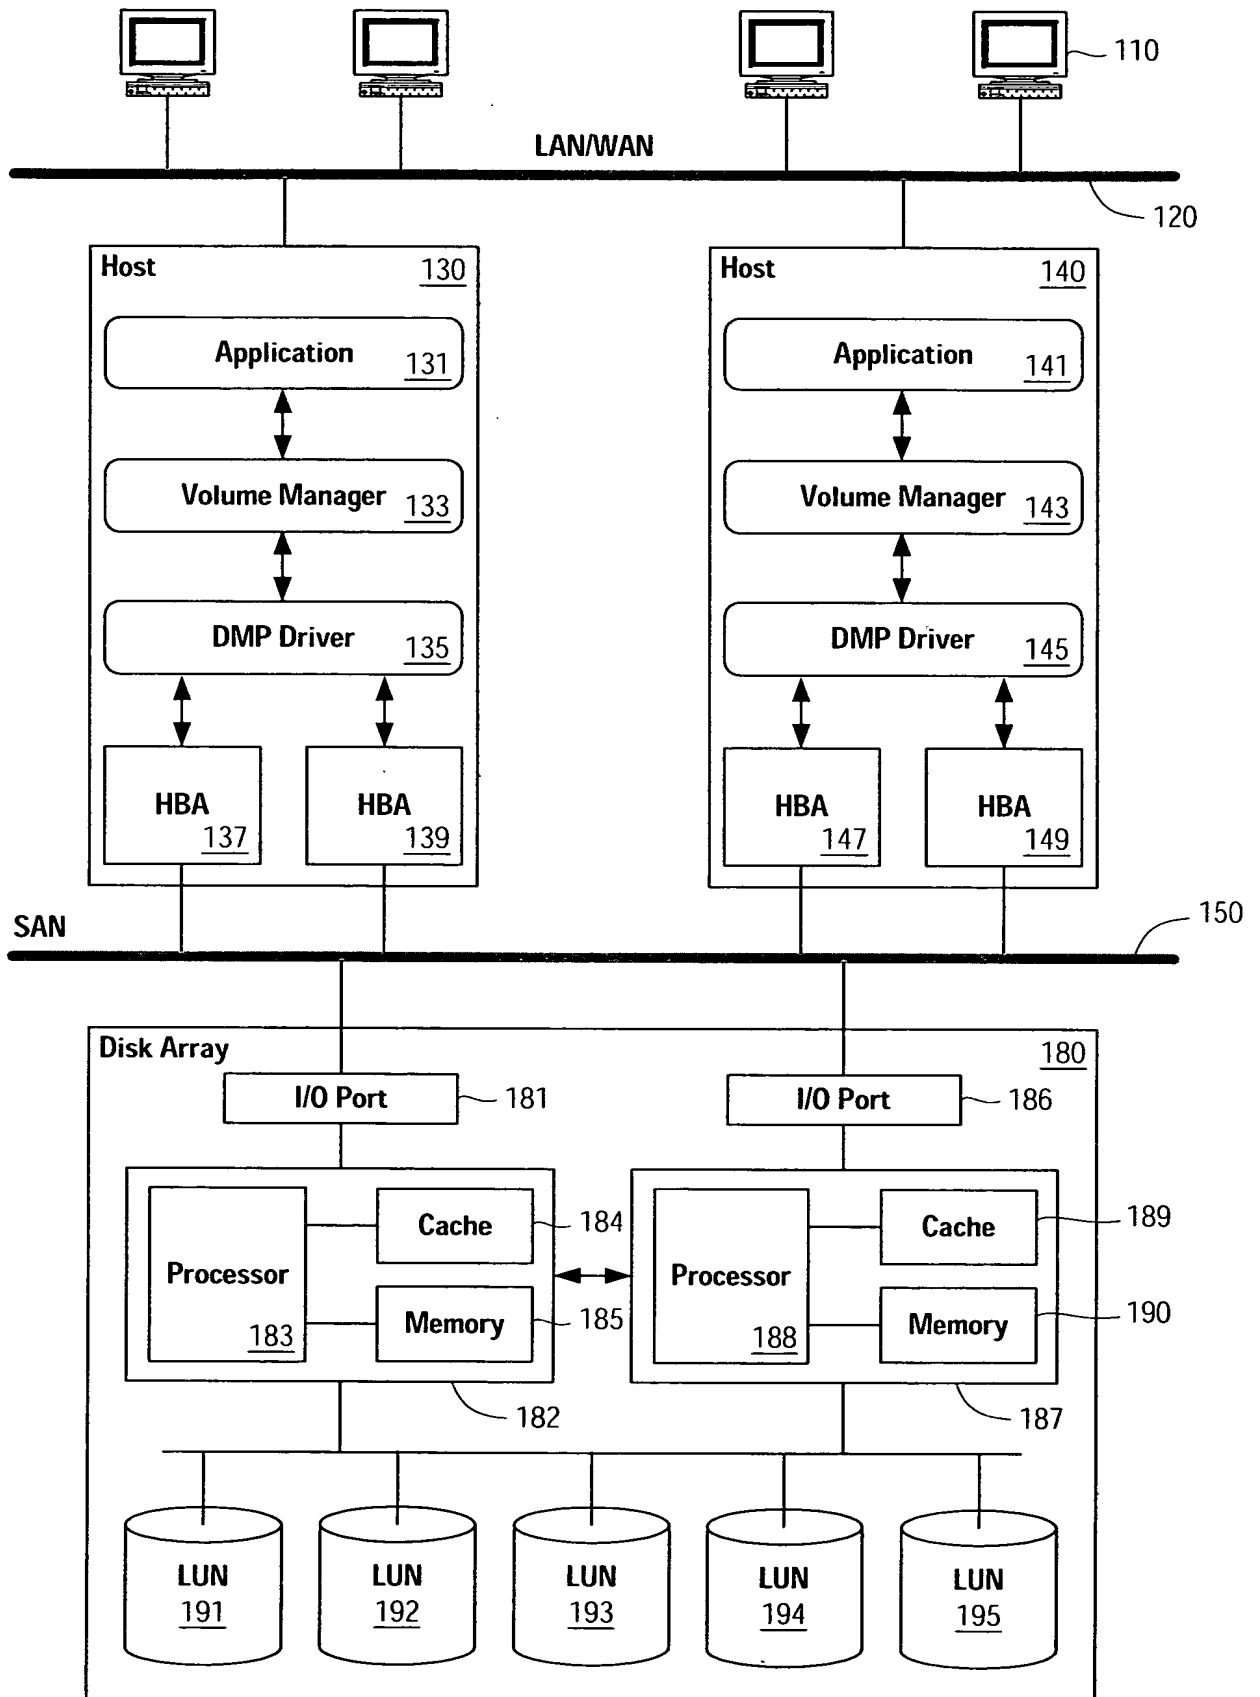 110
LAN/WAN
120
Host 130
Application 131
Volume Manager 133
DMP Driver 135
HBA 137
HBA 139
Host 140
Application 141
Volume Manager 143
DMP Driver 145
HBA 147
HBA 149
SAN
150
Disk Array 180
I/O Port 181
I/O Port 186
Processor 183
Cache 184
Memory 185
182
Processor 188
Cache 189
Memory 190
187
LUN 191
LUN 192
LUN 193
LUN 194
LUN 195